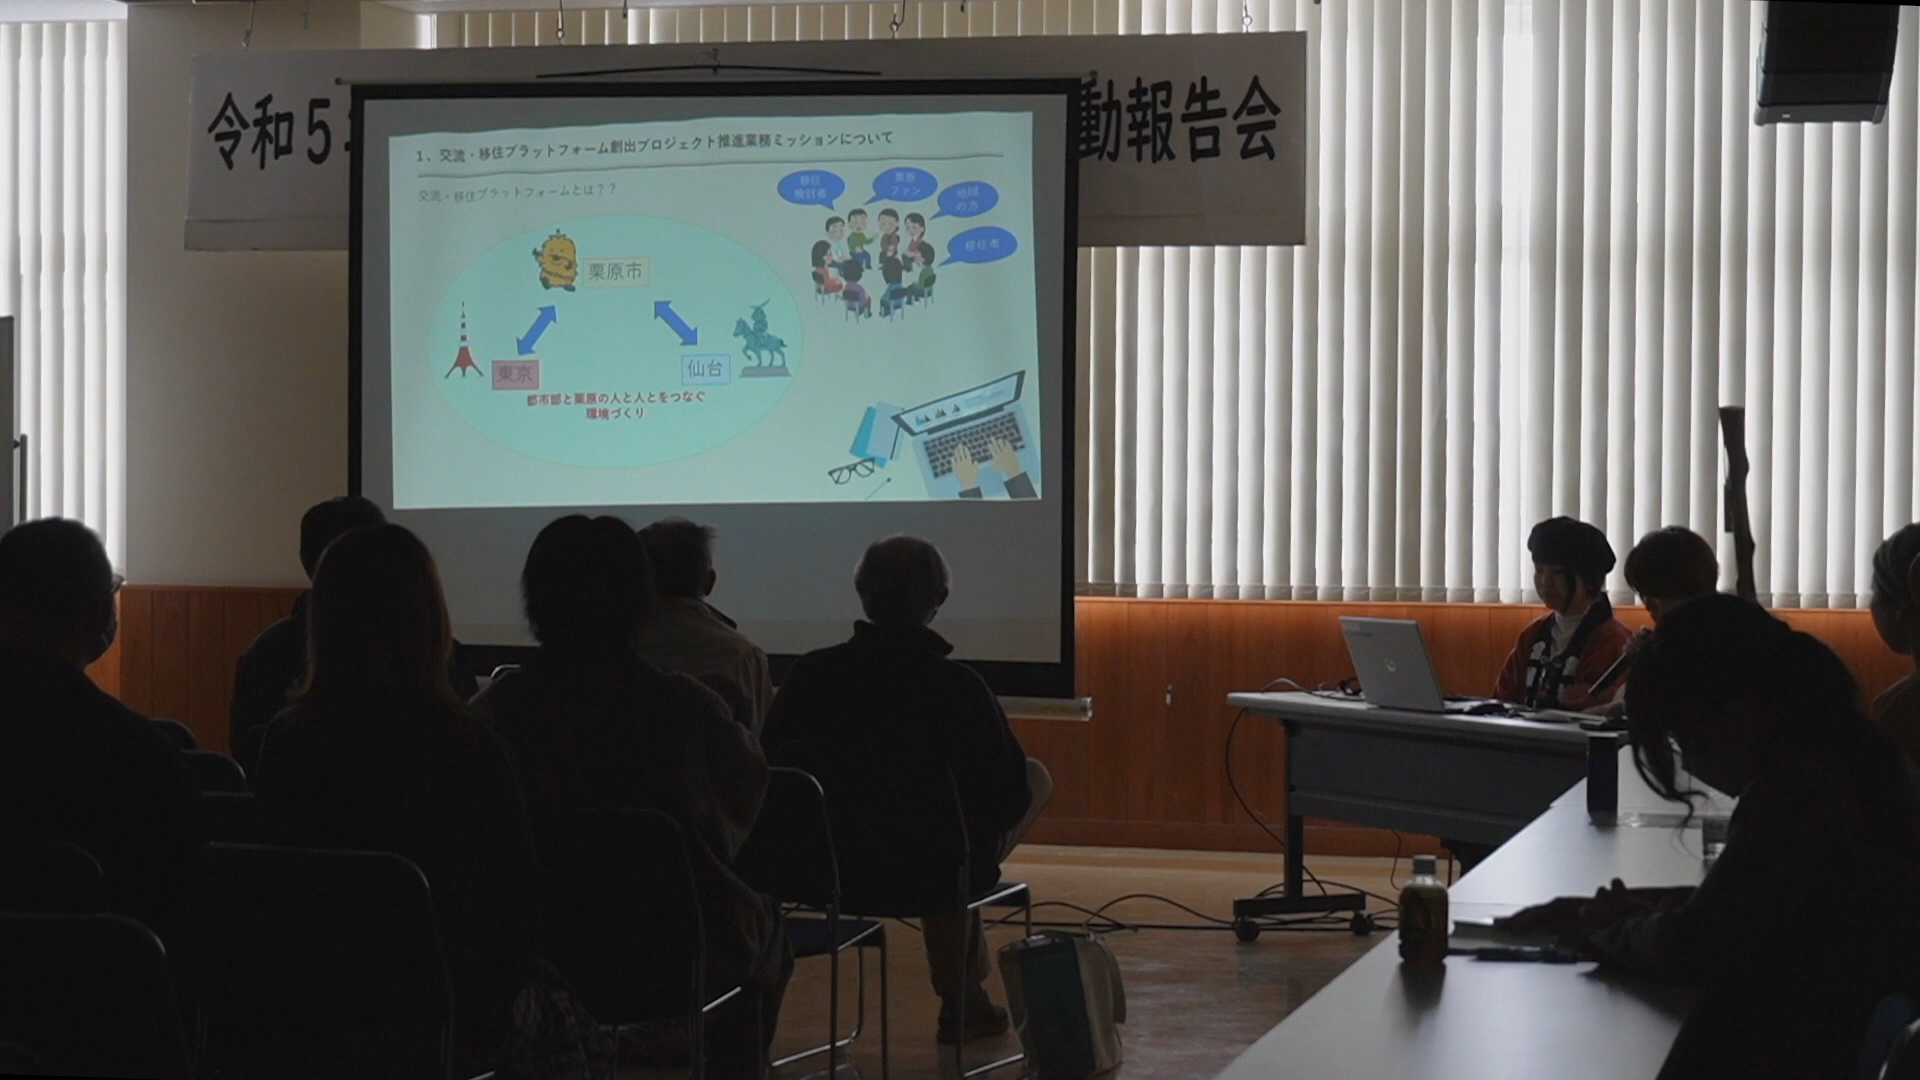 令和5
動報告会
1、交流・移住プラットフォーム創出プロジェクト推進業務ミッションについて
交流・移住プラットフォームとは？？
移住
検討者
栗原
ファン
地域
の方
移住者
栗原市
東京
仙台
都市部と栗原の人と人とをつなぐ
環境づくり